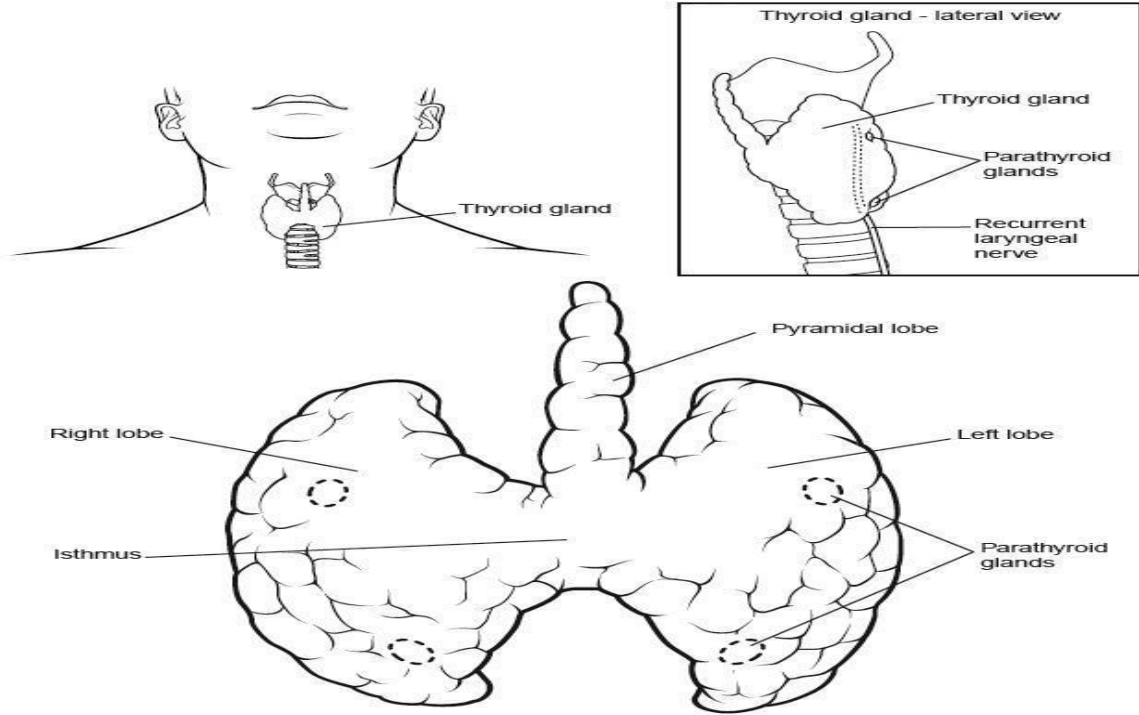 Thyroid gland - lateral view
Thyroid gland
Parathyroid
glands
Recurrent
laryngeal
nerve
Thyroid gland
Pyramidal lobe
Right lobe
Left lobe
Isthmus
Parathyroid
glands